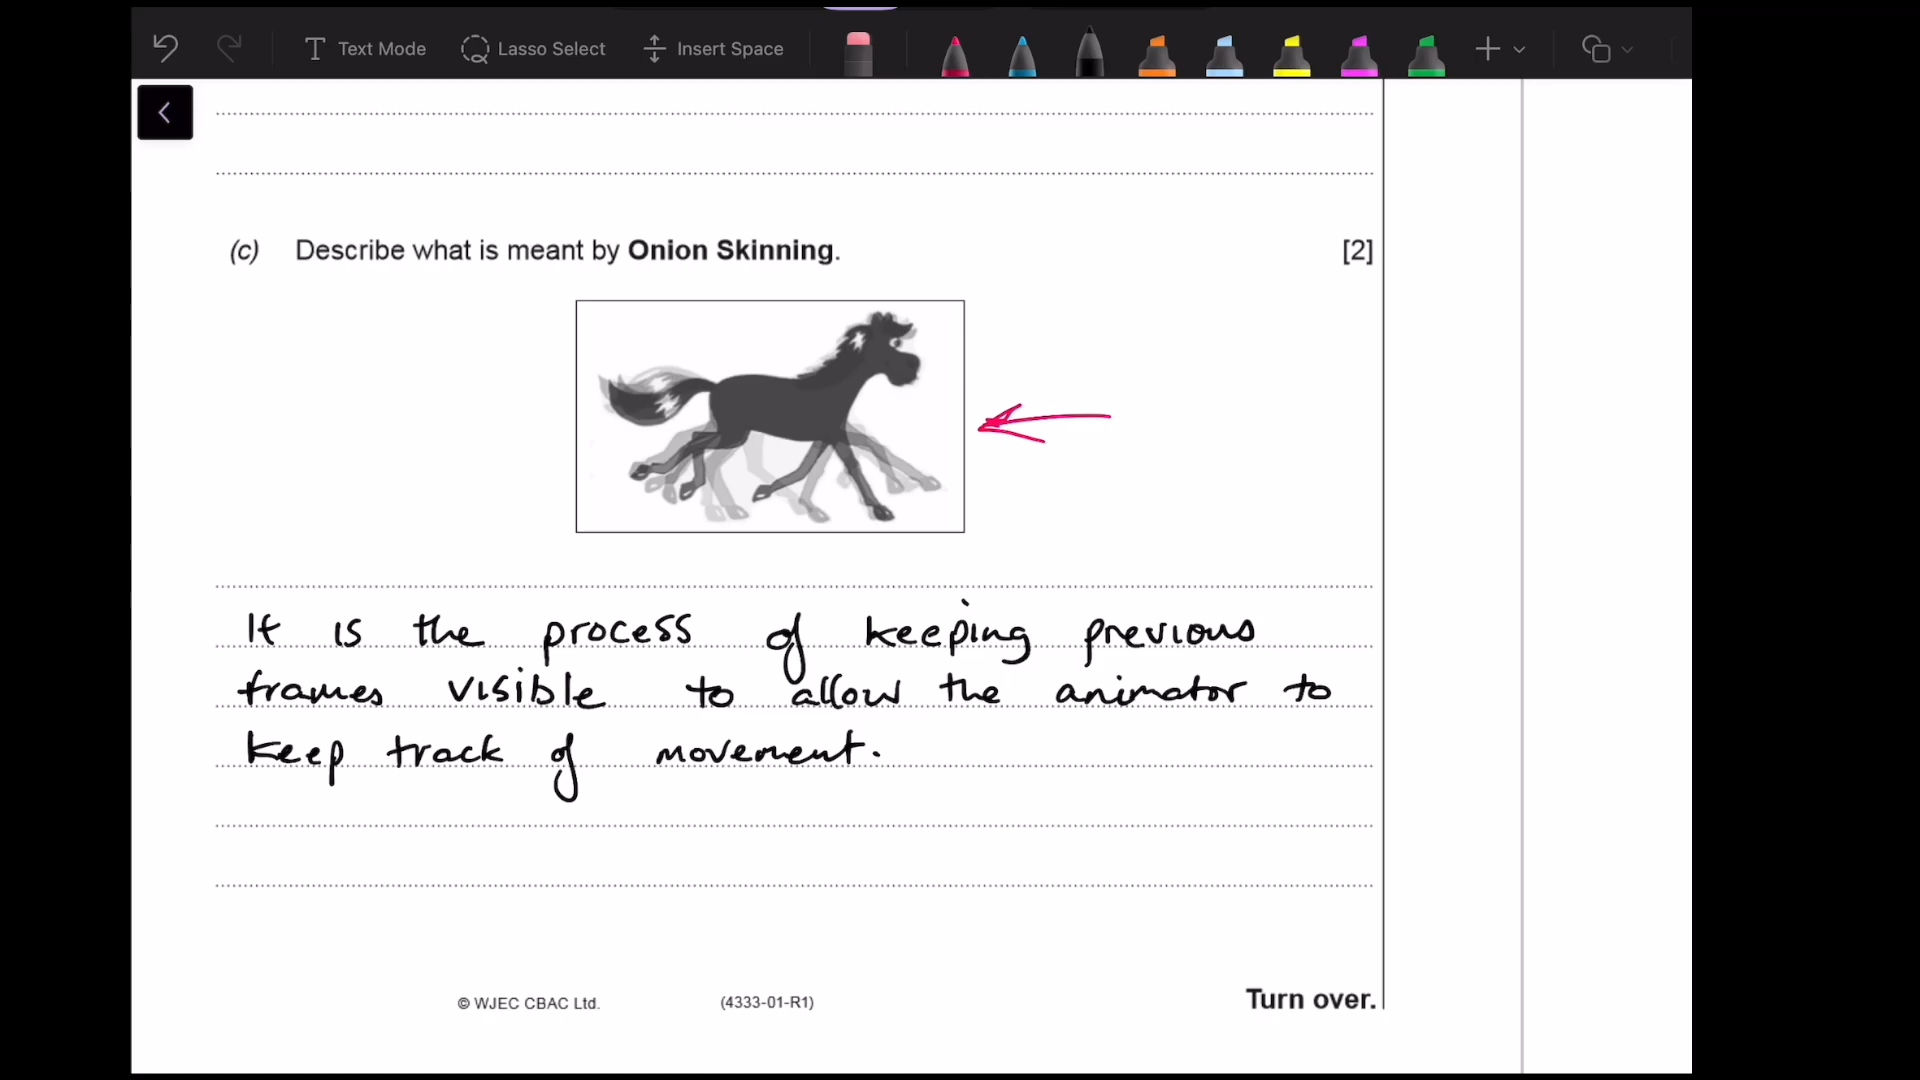 Text Mode Lasso Select Insert Space
(c) Describe what is meant by Onion Skinning. [2]
It is the process of keeping previous
frames visible to allow the animator to
keep track of movement.
© WJEC CBAC Ltd. (4333-01-R1) Turn over.